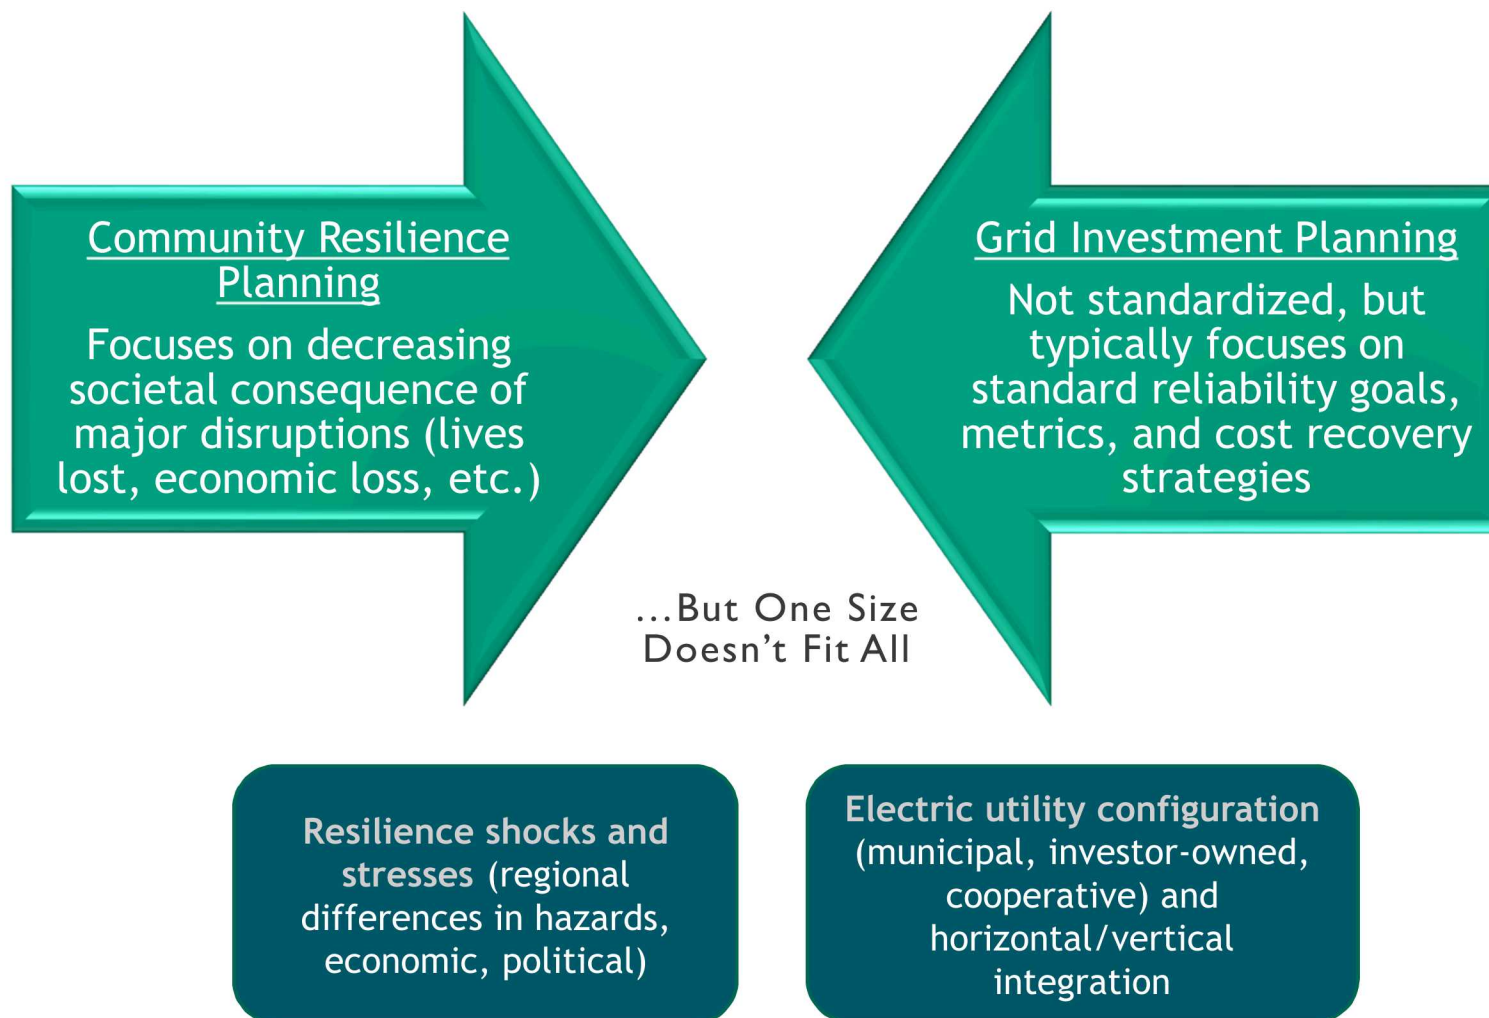 Community Resilience
Planning
Focuses on decreasing
societal consequence of
major disruptions (lives
lost, economic loss, etc.)
Grid Investment Planning
Not standardized, but
typically focuses on
standard reliability goals,
metrics, and cost recovery
strategies
...But One Size
Doesn’t Fit All
Resilience shocks and
stresses (regional
differences in hazards,
economic, political)
Electric utility configuration
(municipal, investor-owned,
cooperative) and
horizontal/vertical
integration